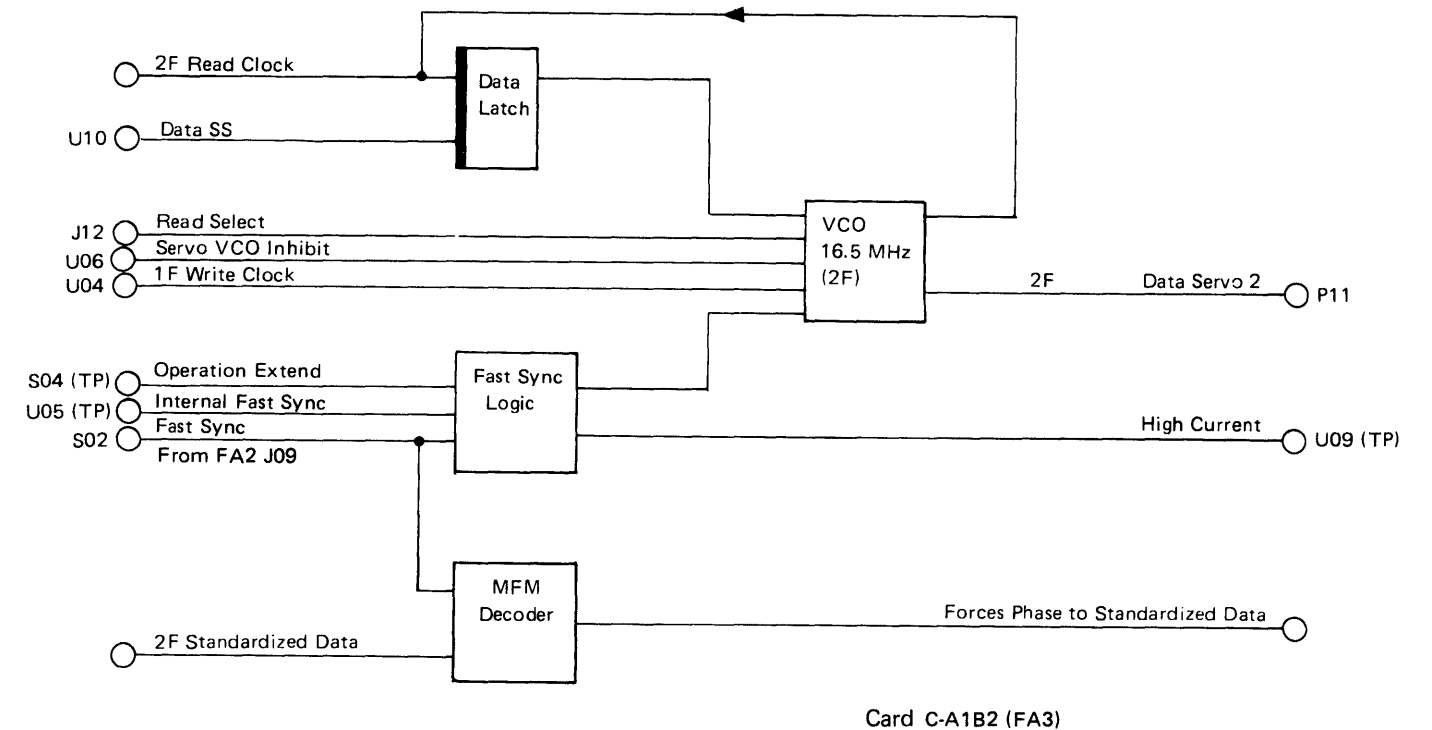 2F Read Clock
Data
Latch
U10
Data SS
J12
Read Select
U06
Servo VCO Inhibit
U04
1F Write Clock
VCO
16.5 MHz
(2F)
2F
Data Servo 2
P11
S04 (TP)
Operation Extend
U05 (TP)
Internal Fast Sync
S02
Fast Sync
From FA2 J09
Fast Sync
Logic
High Current
U09 (TP)
MFM
Decoder
Forces Phase to Standardized Data
2F Standardized Data
Card C-A1B2 (FA3)